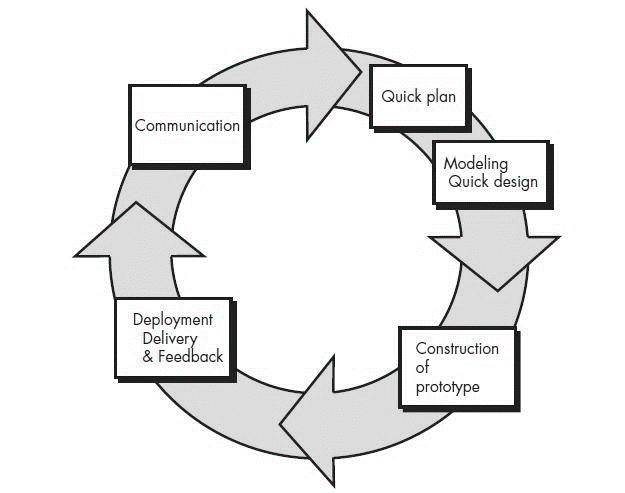 Communication
Quick plan
Modeling
Quick design
Construction
of
prototype
Deployment
Delivery
& Feedback